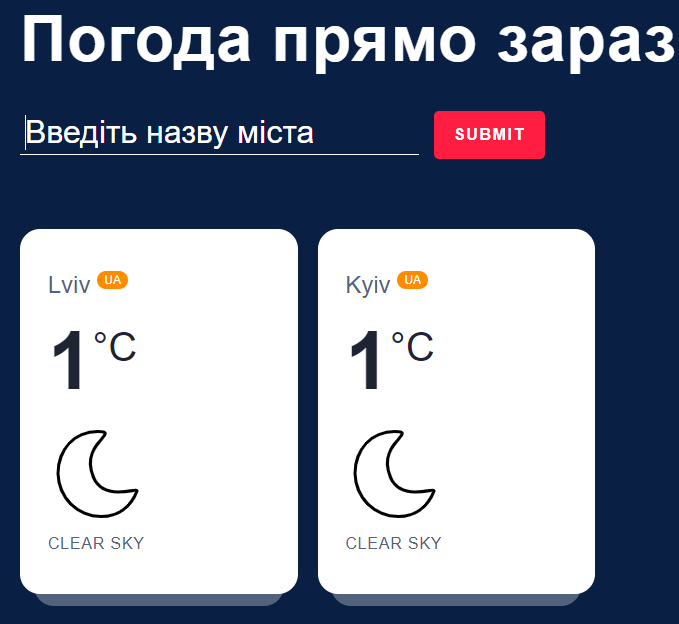 Погода прямо зараз
Введіть назву міста
SUBMIT
Lviv UA
1°C
CLEAR SKY
Kyiv UA
1°C
CLEAR SKY